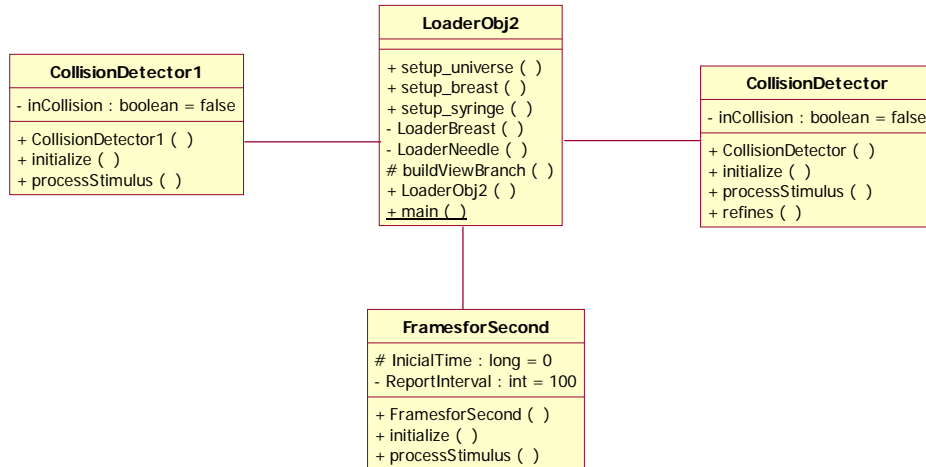 LoaderObj2
+ setup_universe ( )
+ setup_breast ( )
+ setup_syringe ( )
- LoaderBreast ( )
- LoaderNeedle ( )
# buildViewBranch ( )
+ LoaderObj2 ( )
+ main ( )
CollisionDetector1
- inCollision : boolean = false
+ CollisionDetector1 ( )
+ initialize ( )
+ processStimulus ( )
CollisionDetector
- inCollision : boolean = false
+ CollisionDetector ( )
+ initialize ( )
+ processStimulus ( )
+ refines ( )
FramesforSecond
# InicialTime : long = 0
- ReportInterval : int = 100
+ FramesforSecond ( )
+ initialize ( )
+ processStimulus ( )